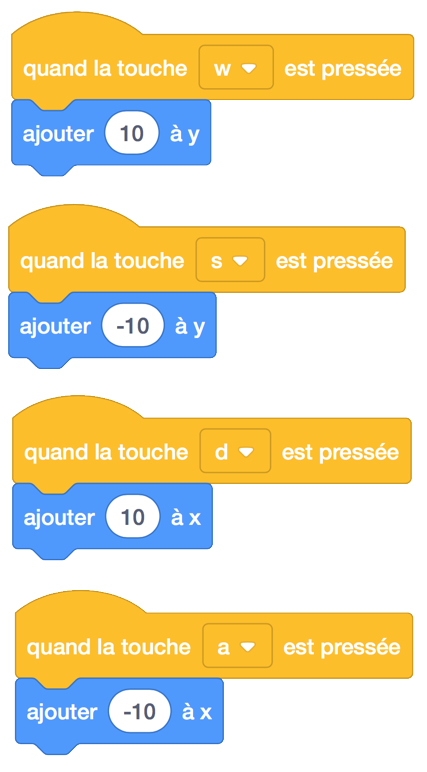 quand la touche w est pressée
ajouter 10 à y
quand la touche s est pressée
ajouter -10 à y
quand la touche d est pressée
ajouter 10 à x
quand la touche a est pressée
ajouter -10 à x